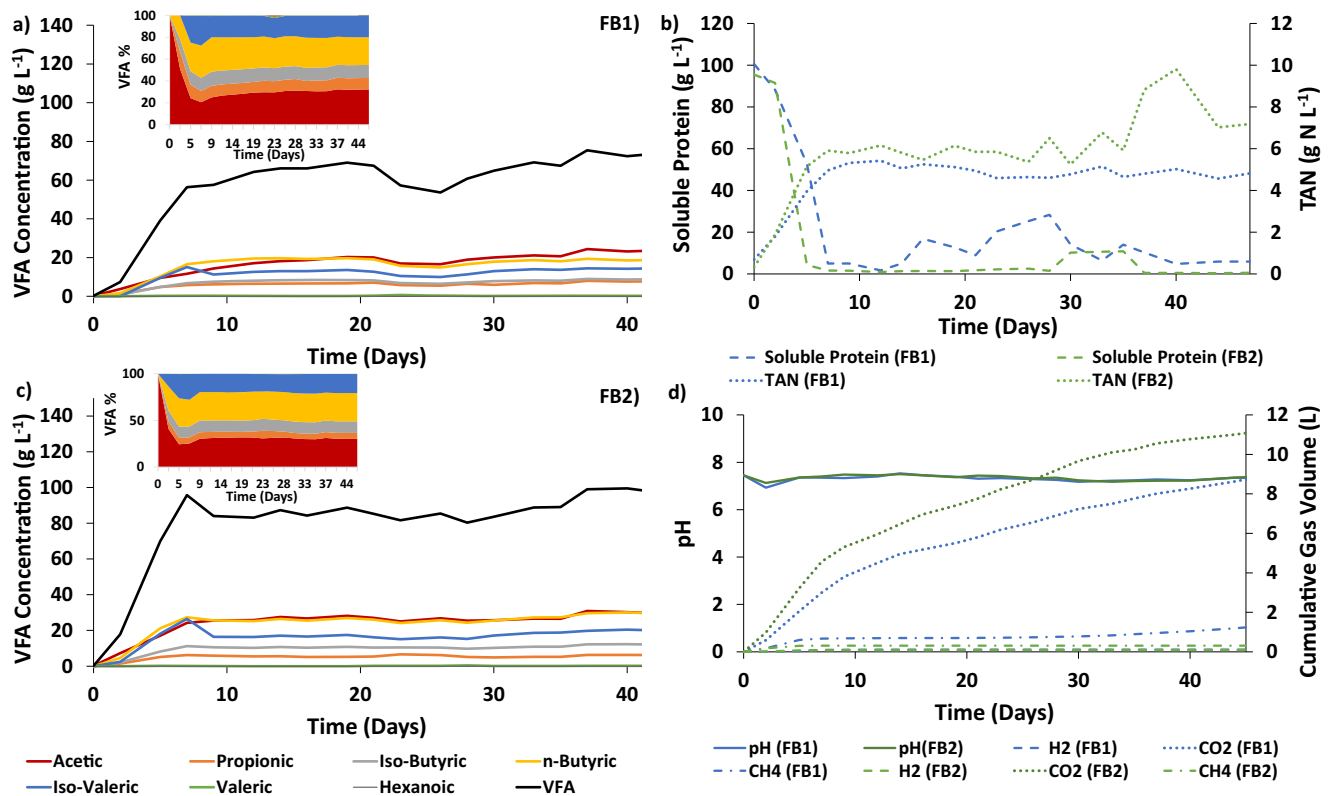 a)
FB1)
VFA Concentration (g L-1)
140
120
100
80
60
40
20
0
0 10 20 30 40
Time (Days)
VFA %
100
80
60
40
20
0
0 5 9 14 19 23 28 33 37 44
Time (Days)
b)
Soluble Protein (g L-1)
120
100
80
60
40
20
0
0 10 20 30 40
Time (Days)
12
10
8
6
4
2
0
TAN (g N L-1)
Soluble Protein (FB1) Soluble Protein (FB2)
TAN (FB1) TAN (FB2)
c)
FB2)
VFA Concentration (g L-1)
140
120
100
80
60
40
20
0
0 10 20 30 40
Time (Days)
VFA %
100
50
0
0 5 9 14 19 23 28 33 37 44
Time (Days)
Acetic Propionic Iso-Butyric n-Butyric
Iso-Valeric Valeric Hexanoic VFA
d)
pH
10
8
6
4
2
0
0 10 20 30 40
Time (Days)
12
10
8
6
4
2
0
Cumulative Gas Volume (L)
pH (FB1) pH(FB2) H2 (FB1) CO2 (FB1)
CH4 (FB1) H2 (FB2) CO2 (FB2) CH4 (FB2)